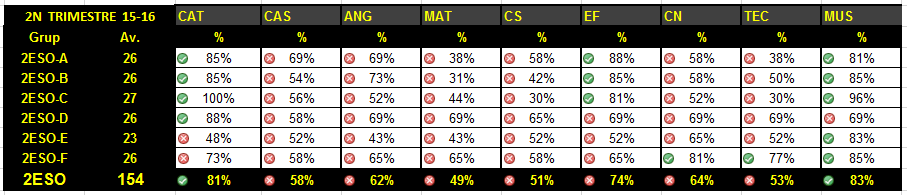 2N TRIMESTRE 15-16 CAT CAS ANG MAT CS EF CN TEC MUS
Grup Av. % % % % % % % % %
2ESO-A 26 85% 69% 69% 38% 58% 88% 58% 38% 81%
2ESO-B 26 85% 54% 73% 31% 42% 85% 58% 50% 85%
2ESO-C 27 100% 56% 52% 44% 30% 81% 52% 30% 96%
2ESO-D 26 88% 58% 69% 69% 65% 69% 69% 69% 69%
2ESO-E 23 48% 52% 43% 43% 52% 52% 65% 52% 83%
2ESO-F 26 73% 58% 65% 65% 58% 65% 81% 77% 85%
2ESO 154 81% 58% 62% 49% 51% 74% 64% 53% 83%